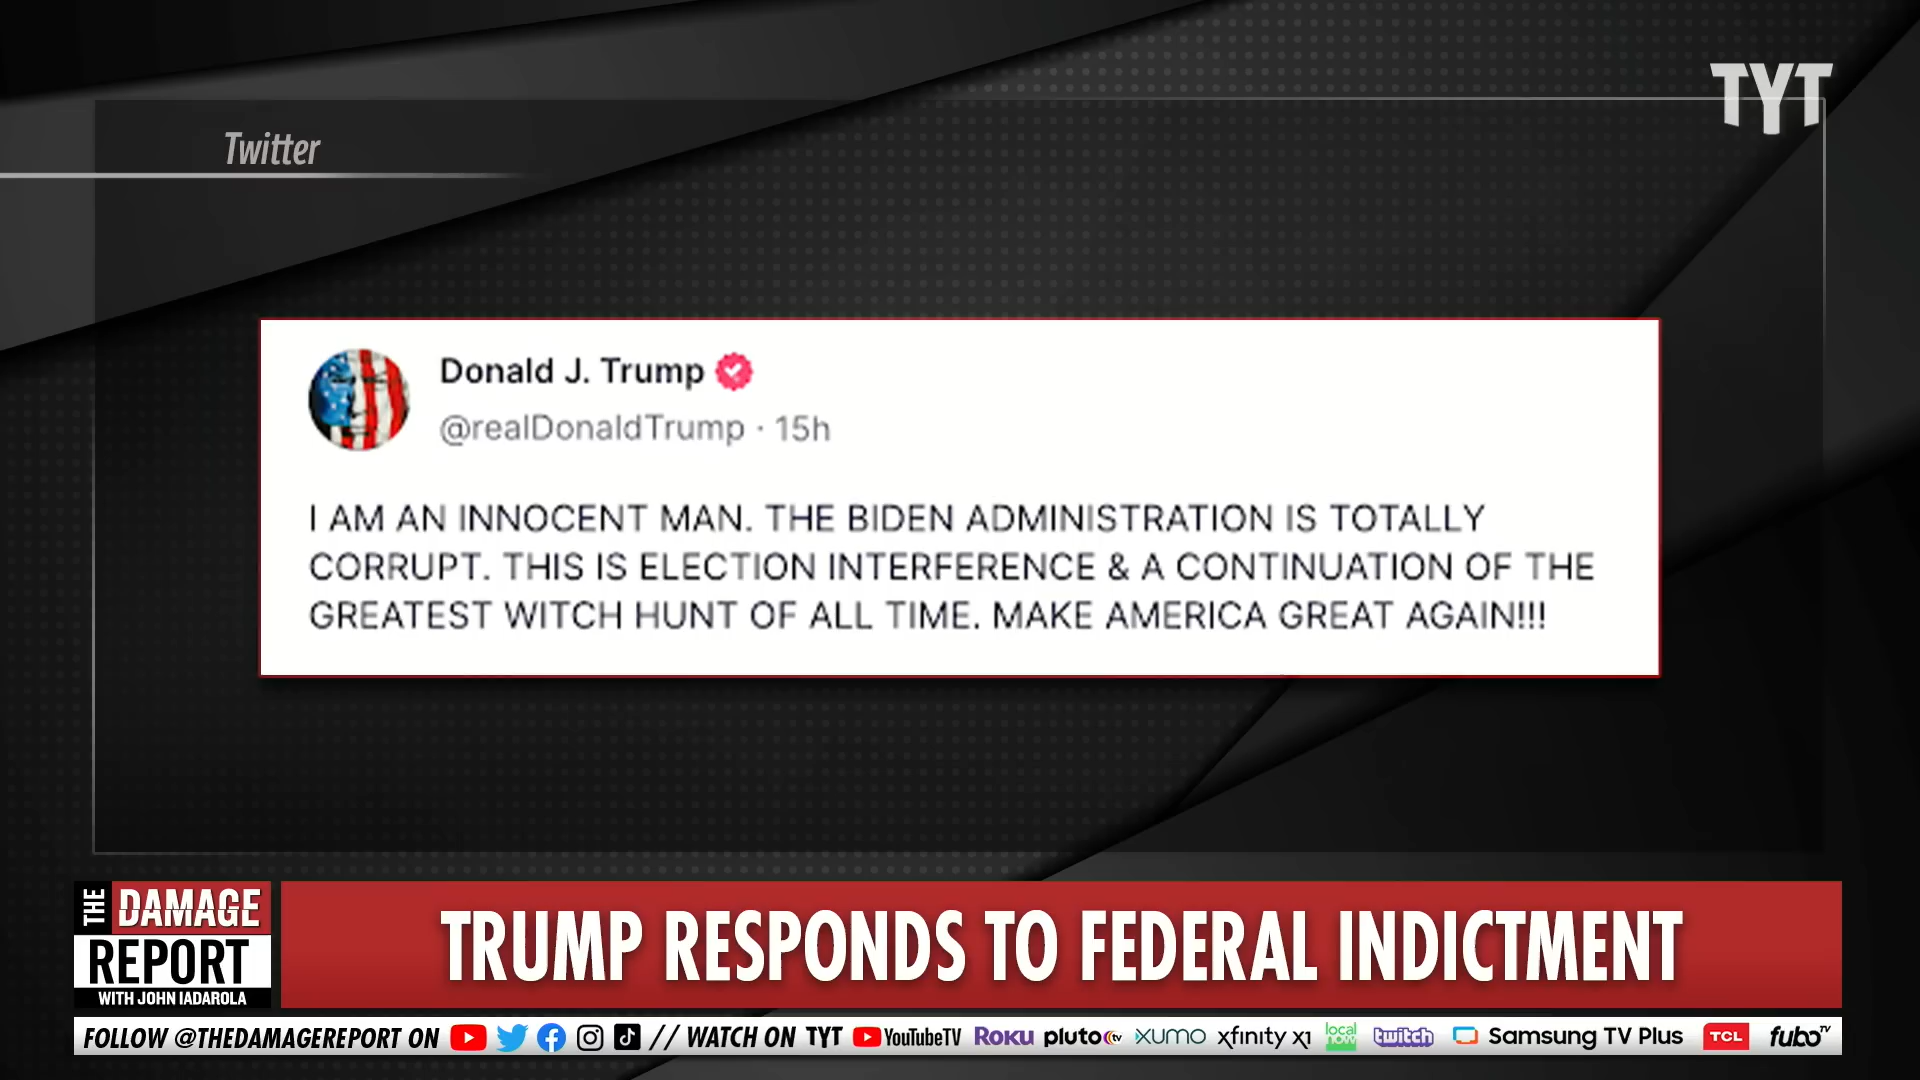 TYT
Twitter
Donald J. Trump
@realDonaldTrump · 15h
I AM AN INNOCENT MAN. THE BIDEN ADMINISTRATION IS TOTALLY
CORRUPT. THIS IS ELECTION INTERFERENCE & A CONTINUATION OF THE
GREATEST WITCH HUNT OF ALL TIME. MAKE AMERICA GREAT AGAIN!!!
THE DAMAGE
REPORT
WITH JOHN IADAROLA
TRUMP RESPONDS TO FEDERAL INDICTMENT
FOLLOW @THEDAMAGEREPORT ON // WATCH ON TYT YouTubeTV Roku pluto tv xumo xfinity x1 local now twitch Samsung TV Plus TCL fubo TV